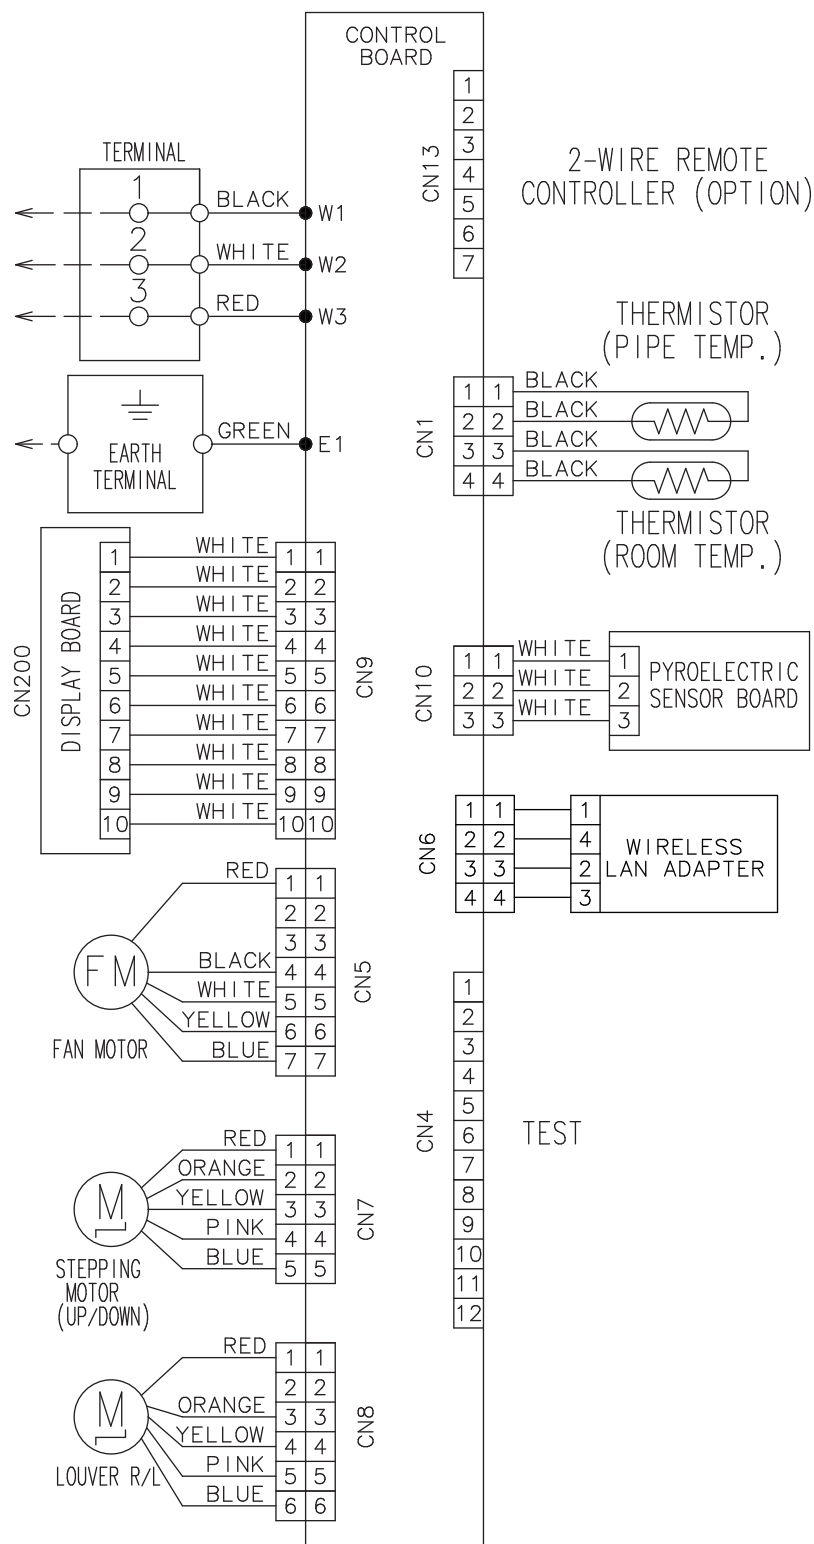 CONTROL
BOARD
CN13
1
2
3
4
5
6
7
2-WIRE REMOTE
CONTROLLER (OPTION)
TERMINAL
1 BLACK W1
2 WHITE W2
3 RED W3
EARTH
TERMINAL
GREEN E1
THERMISTOR
(PIPE TEMP.)
CN1
1 1 BLACK
2 2 BLACK
3 3 BLACK
4 4 BLACK
THERMISTOR
(ROOM TEMP.)
CN200
DISPLAY BOARD
CN9
1 WHITE 1 1
2 WHITE 2 2
3 WHITE 3 3
4 WHITE 4 4
5 WHITE 5 5
6 WHITE 6 6
7 WHITE 7 7
8 WHITE 8 8
9 WHITE 9 9
10 WHITE 10 10
CN10
1 1 WHITE 1
2 2 WHITE 2
3 3 WHITE 3
PYROELECTRIC
SENSOR BOARD
CN6
1 1 1
2 2 4
3 3 2
4 4 3
WIRELESS
LAN ADAPTER
FM
FAN MOTOR
CN5
RED 1 1
2 2
3 3
BLACK 4 4
WHITE 5 5
YELLOW 6 6
BLUE 7 7
CN4
1
2
3
4
5
6
7
8
9
10
11
12
TEST
M
STEPPING
MOTOR
(UP/DOWN)
CN7
RED 1 1
ORANGE 2 2
YELLOW 3 3
PINK 4 4
BLUE 5 5
M
LOUVER R/L
CN8
RED 1 1
2 2
ORANGE 3 3
YELLOW 4 4
PINK 5 5
BLUE 6 6